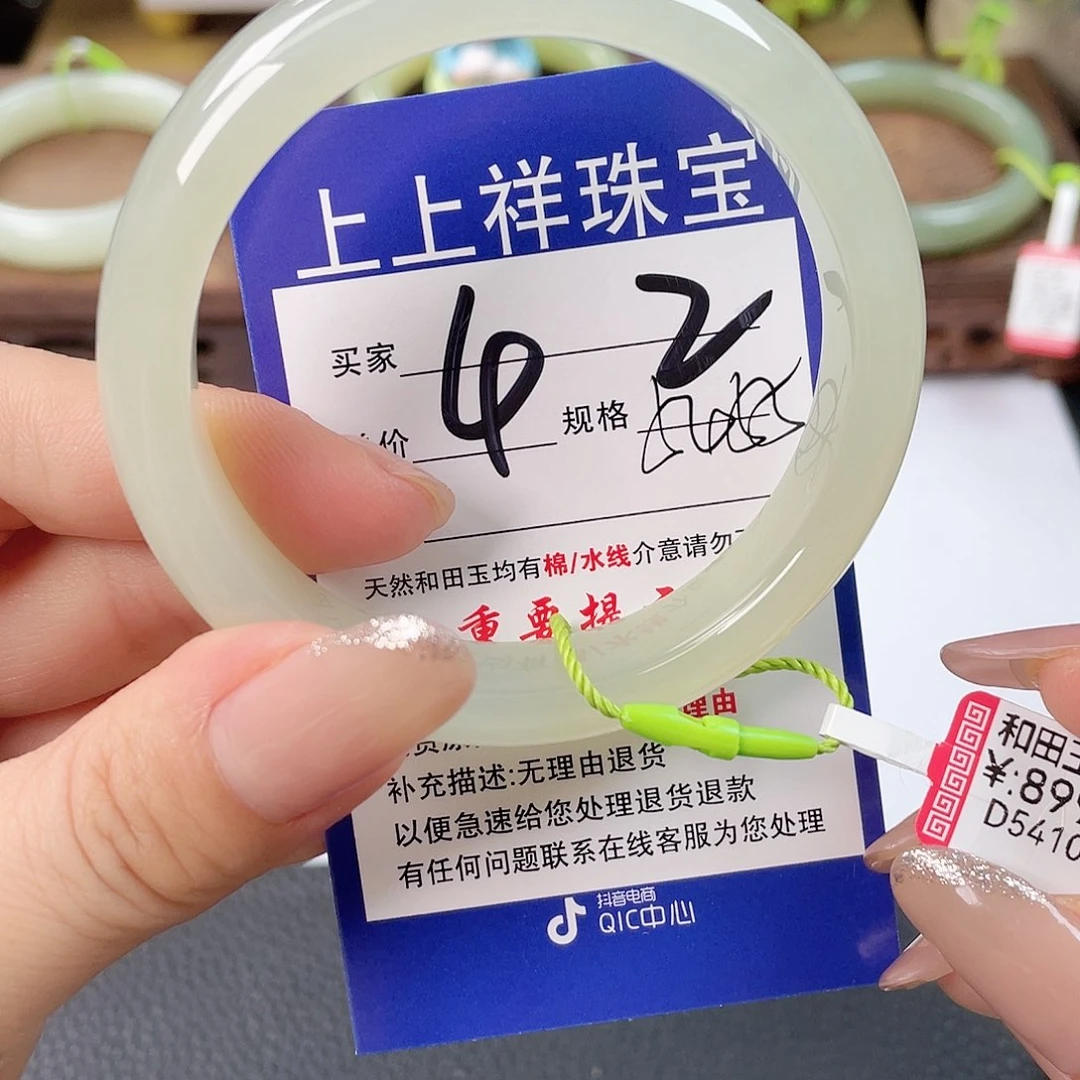 上上祥珠宝
买家
42
价
规格
天然和田玉均有棉/水线介意请勿
重要提
理由
补充描述:无理由退货
以便急速给您处理退货退款
有任何问题联系在线客服为您处理
抖音电商
QIC中心
和田玉
¥:899
D5410